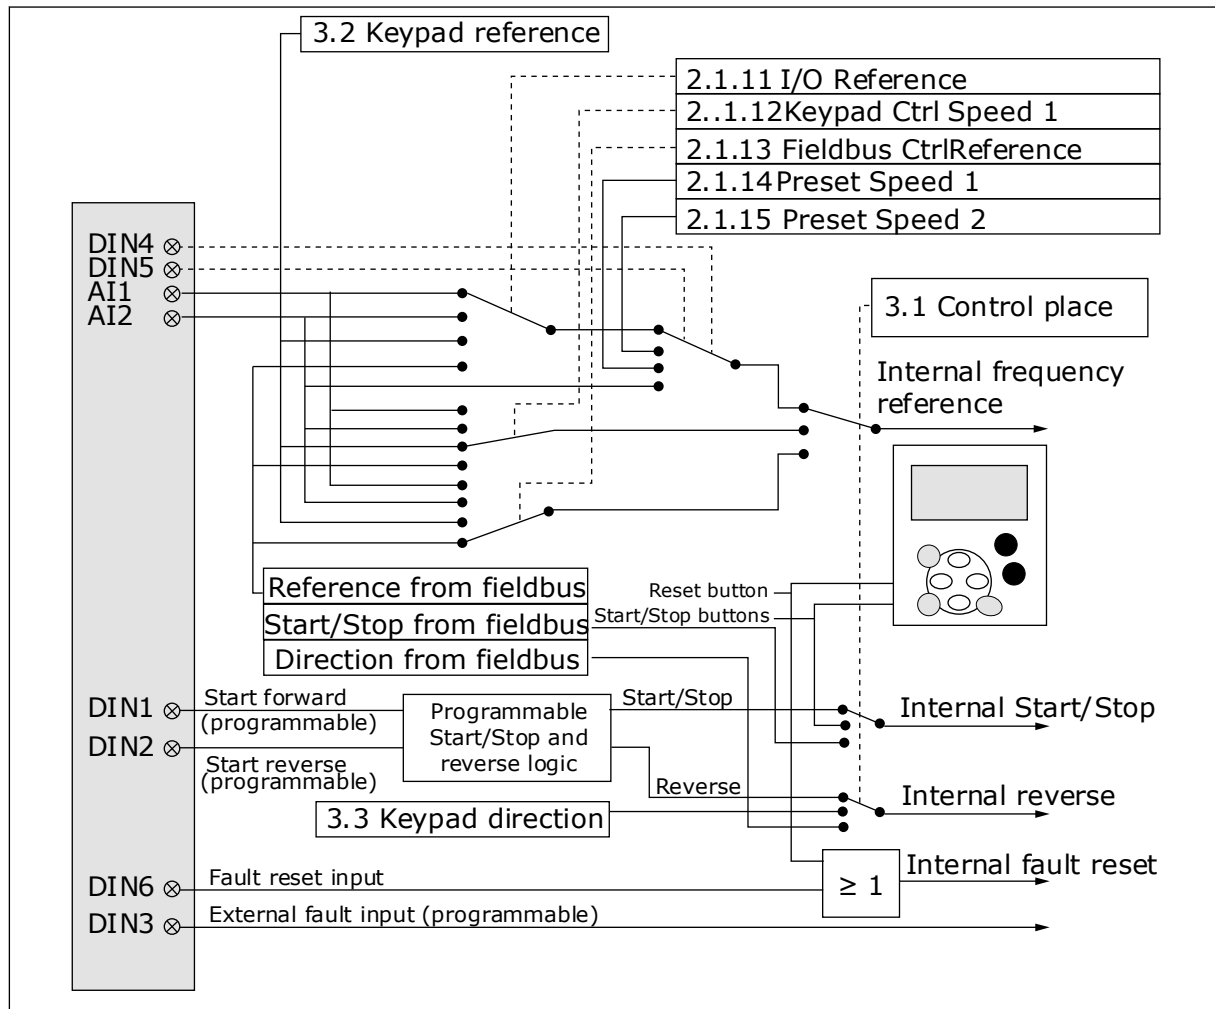 3.2 Keypad reference
2.1.11 I/O Reference
2..1.12Keypad Ctrl Speed 1
2.1.13 Fieldbus CtrlReference
2.1.14Preset Speed 1
2.1.15 Preset Speed 2
DIN4
DIN5
AI1
AI2
3.1 Control place
Internal frequency
reference
Reference from fieldbus
Start/Stop from fieldbus
Direction from fieldbus
Reset button
Start/Stop buttons
DIN1
Start forward
(programmable)
DIN2
Start reverse
(programmable)
Programmable
Start/Stop and
reverse logic
Start/Stop
Internal Start/Stop
Reverse
Internal reverse
3.3 Keypad direction
≥ 1
Internal fault reset
DIN6
Fault reset input
DIN3
External fault input (programmable)